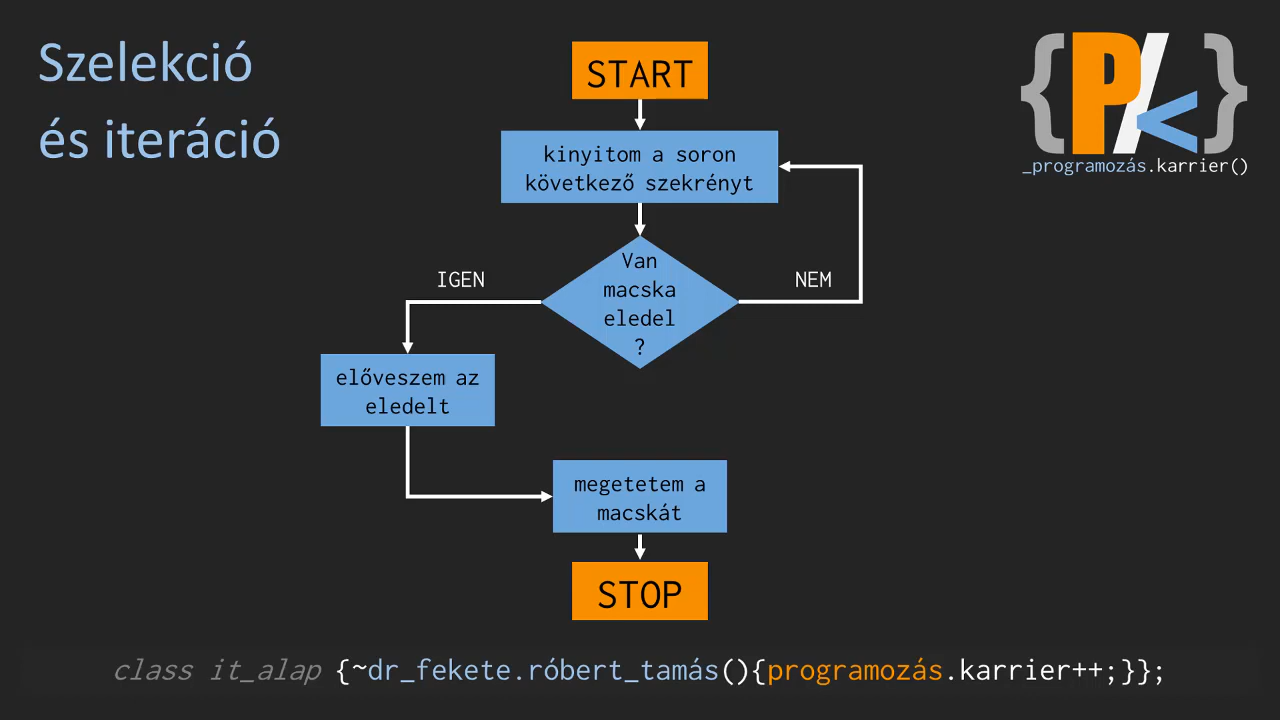 Szelekció
és iteráció
START
kinyitom a soron
következő szekrényt
Van
macska
eledel
?
IGEN
NEM
előveszem az
eledelt
megetetem a
macskát
STOP
{P/<}
_programozás.karrier()
class it_alap {~dr_fekete.róbert_tamás(){programozás.karrier++;}};